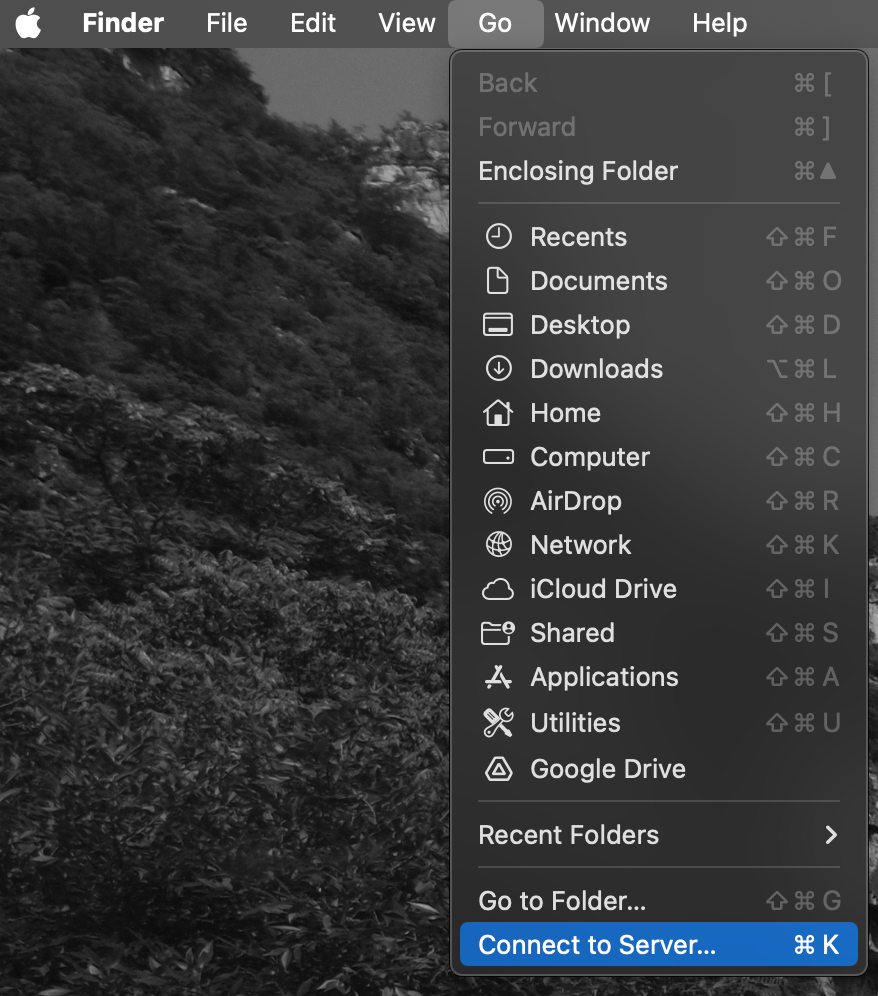 Finder File Edit View Go Window Help
Back ⌘ [
Forward ⌘ ]
Enclosing Folder ⌘▲
Recents ⇧⌘ F
Documents ⇧⌘ O
Desktop ⇧⌘ D
Downloads ⌥⌘ L
Home ⇧⌘ H
Computer ⇧⌘ C
AirDrop ⇧⌘ R
Network ⇧⌘ K
iCloud Drive ⇧⌘ I
Shared ⇧⌘ S
Applications ⇧⌘ A
Utilities ⇧⌘ U
Google Drive
Recent Folders
Go to Folder... ⇧⌘ G
Connect to Server... ⌘ K